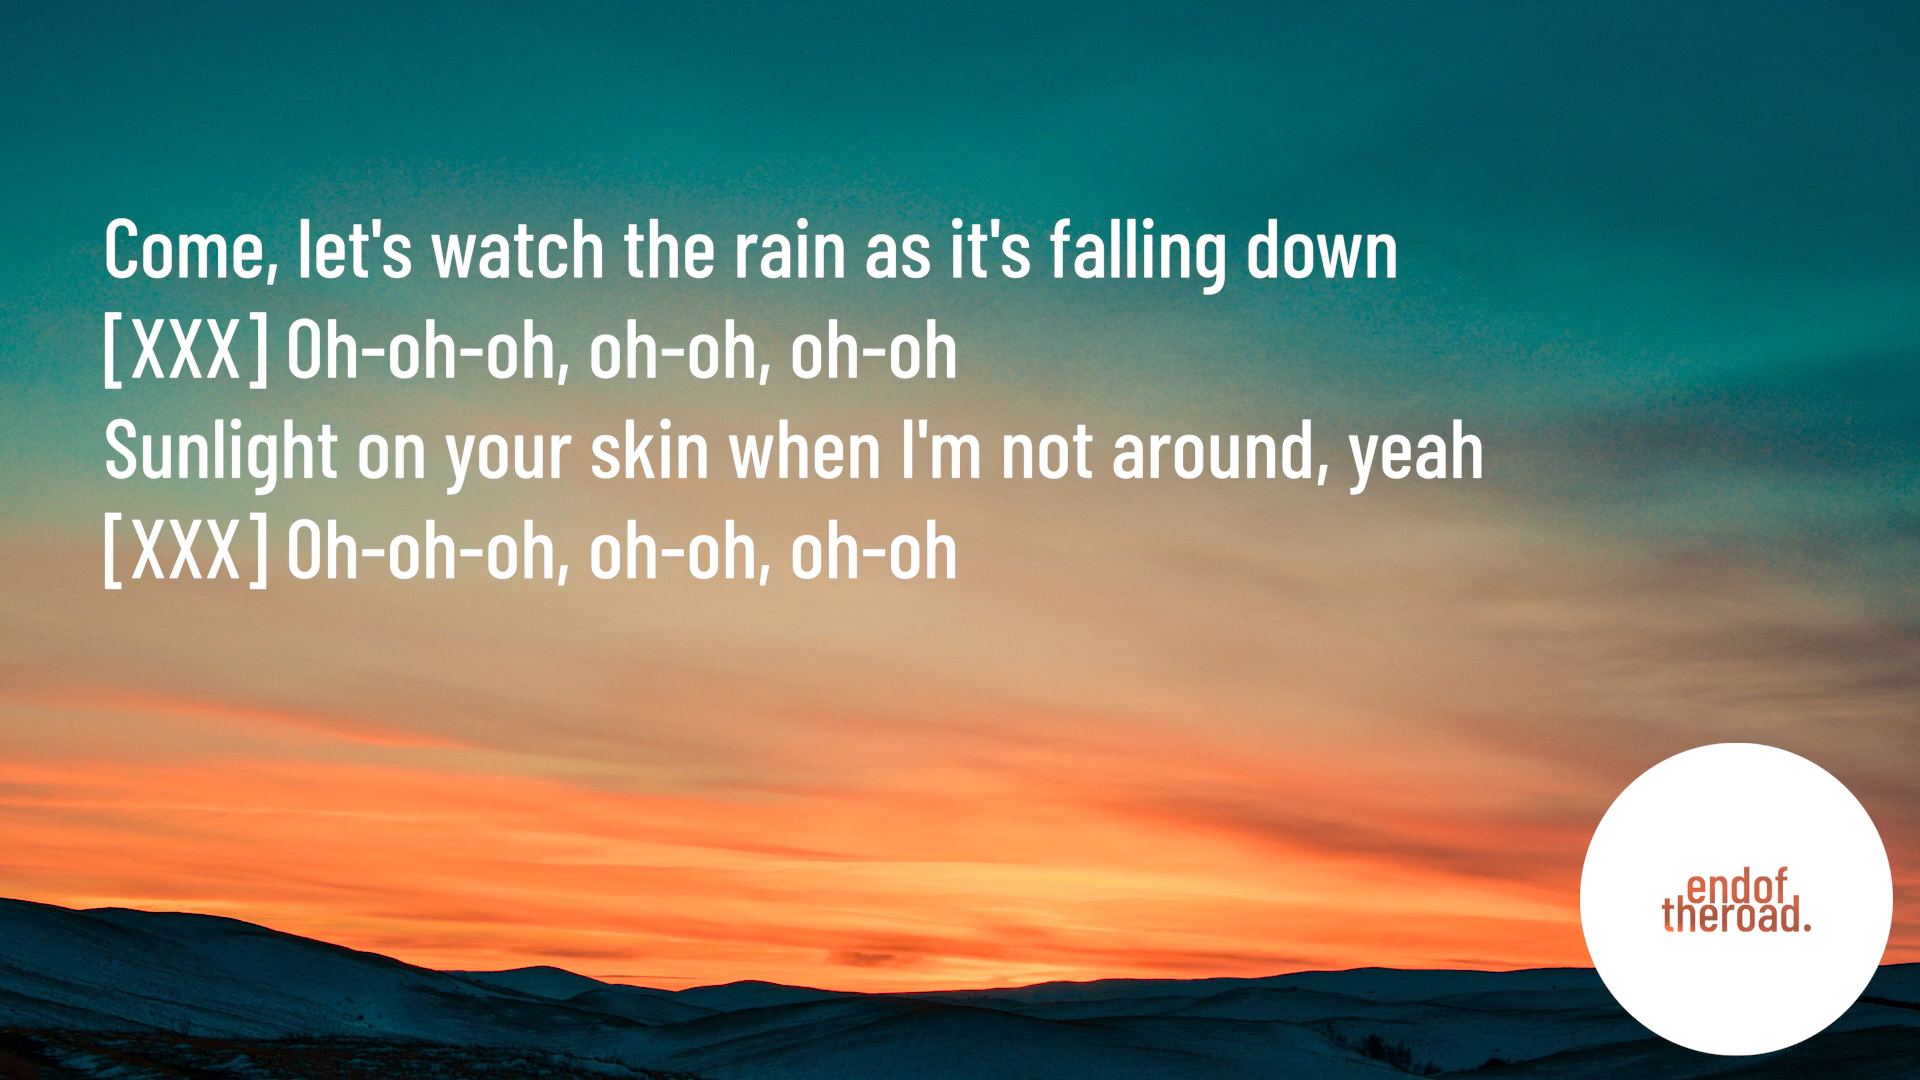 Come, let's watch the rain as it's falling down
[XXX] Oh-oh-oh, oh-oh, oh-oh
Sunlight on your skin when I'm not around, yeah
[XXX] Oh-oh-oh, oh-oh, oh-oh
endof
theroad.